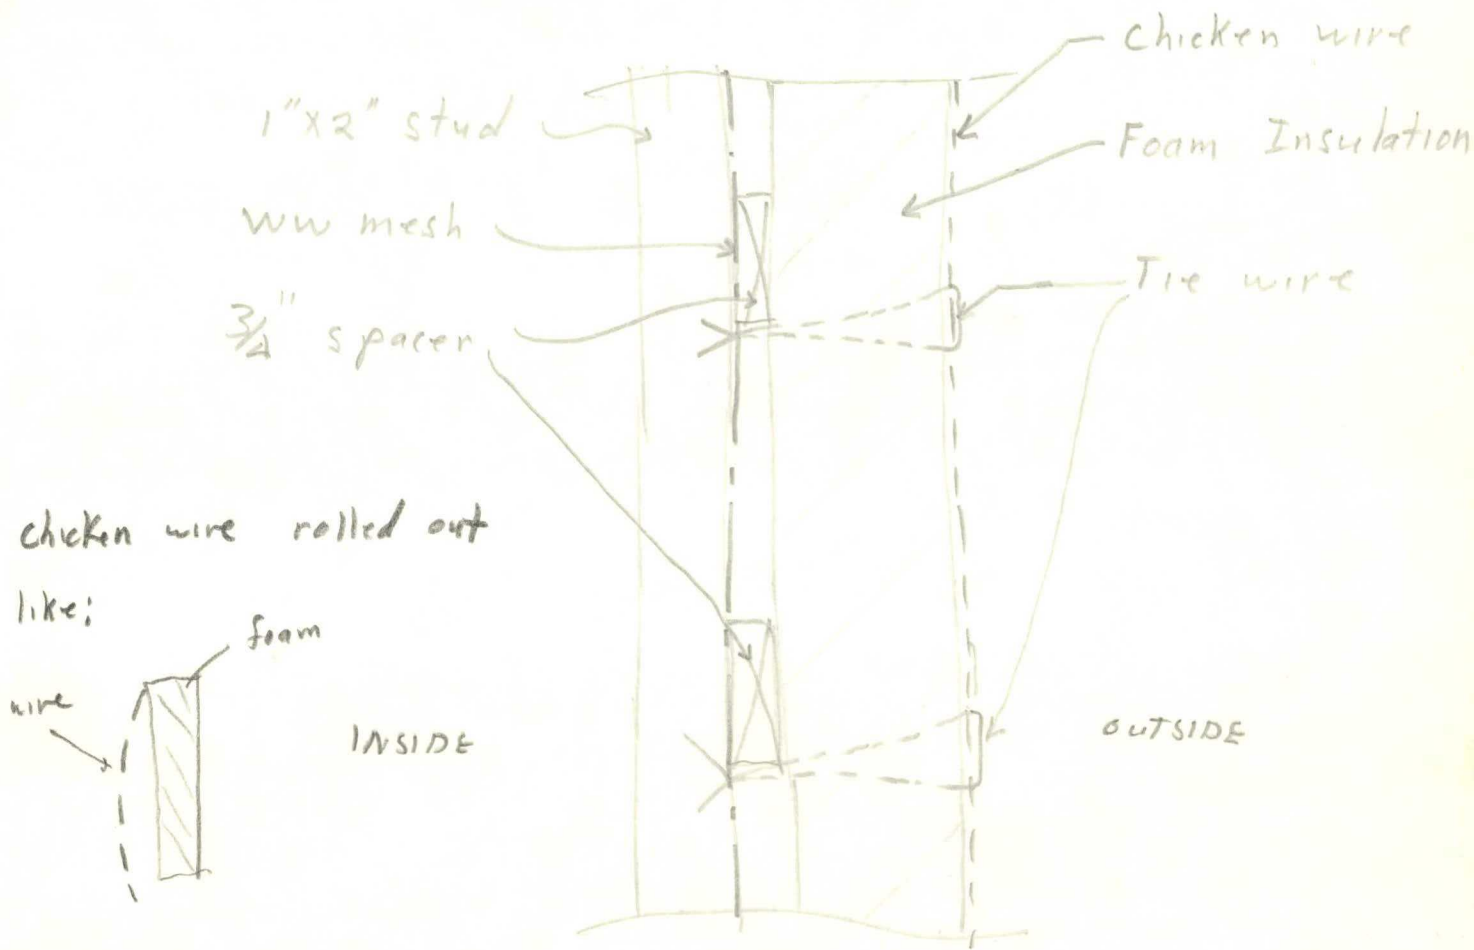 Chicken wire
1"x2" stud
Foam Insulation
WW mesh
Tie wire
3/4" spacer
chicken wire rolled out
like:
foam
wire
INSIDE
OUTSIDE